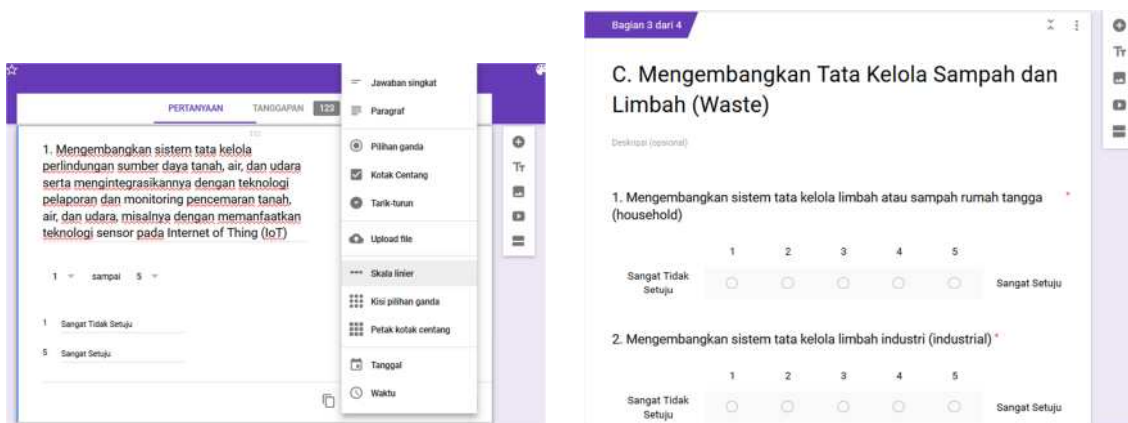 PERTANYAAN TANGGAPAN 123
1. Mengembangkan sistem tata kelola
perlindungan sumber daya tanah, air, dan udara
serta mengintegrasikannya dengan teknologi
pelaporan dan monitoring pencemaran tanah,
air, dan udara, misalnya dengan memanfaatkan
teknologi sensor pada Internet of Thing (IoT)
1 sampai 5
1 Sangat Tidak Setuju
5 Sangat Setuju
Jawaban singkat
Paragraf
Pilihan ganda
Kotak Centang
Tarik-turun
Upload file
Skala linier
Kisi pilihan ganda
Petak kotak centang
Tanggal
Waktu
Bagian 3 dari 4
C. Mengembangkan Tata Kelola Sampah dan
Limbah (Waste)
Deskripsi (opsional)
1. Mengembangkan sistem tata kelola limbah atau sampah rumah tangga *
(household)
1 2 3 4 5
Sangat Tidak
Setuju
Sangat Setuju
2. Mengembangkan sistem tata kelola limbah industri (industrial) *
1 2 3 4 5
Sangat Tidak
Setuju
Sangat Setuju
Tт
Tт